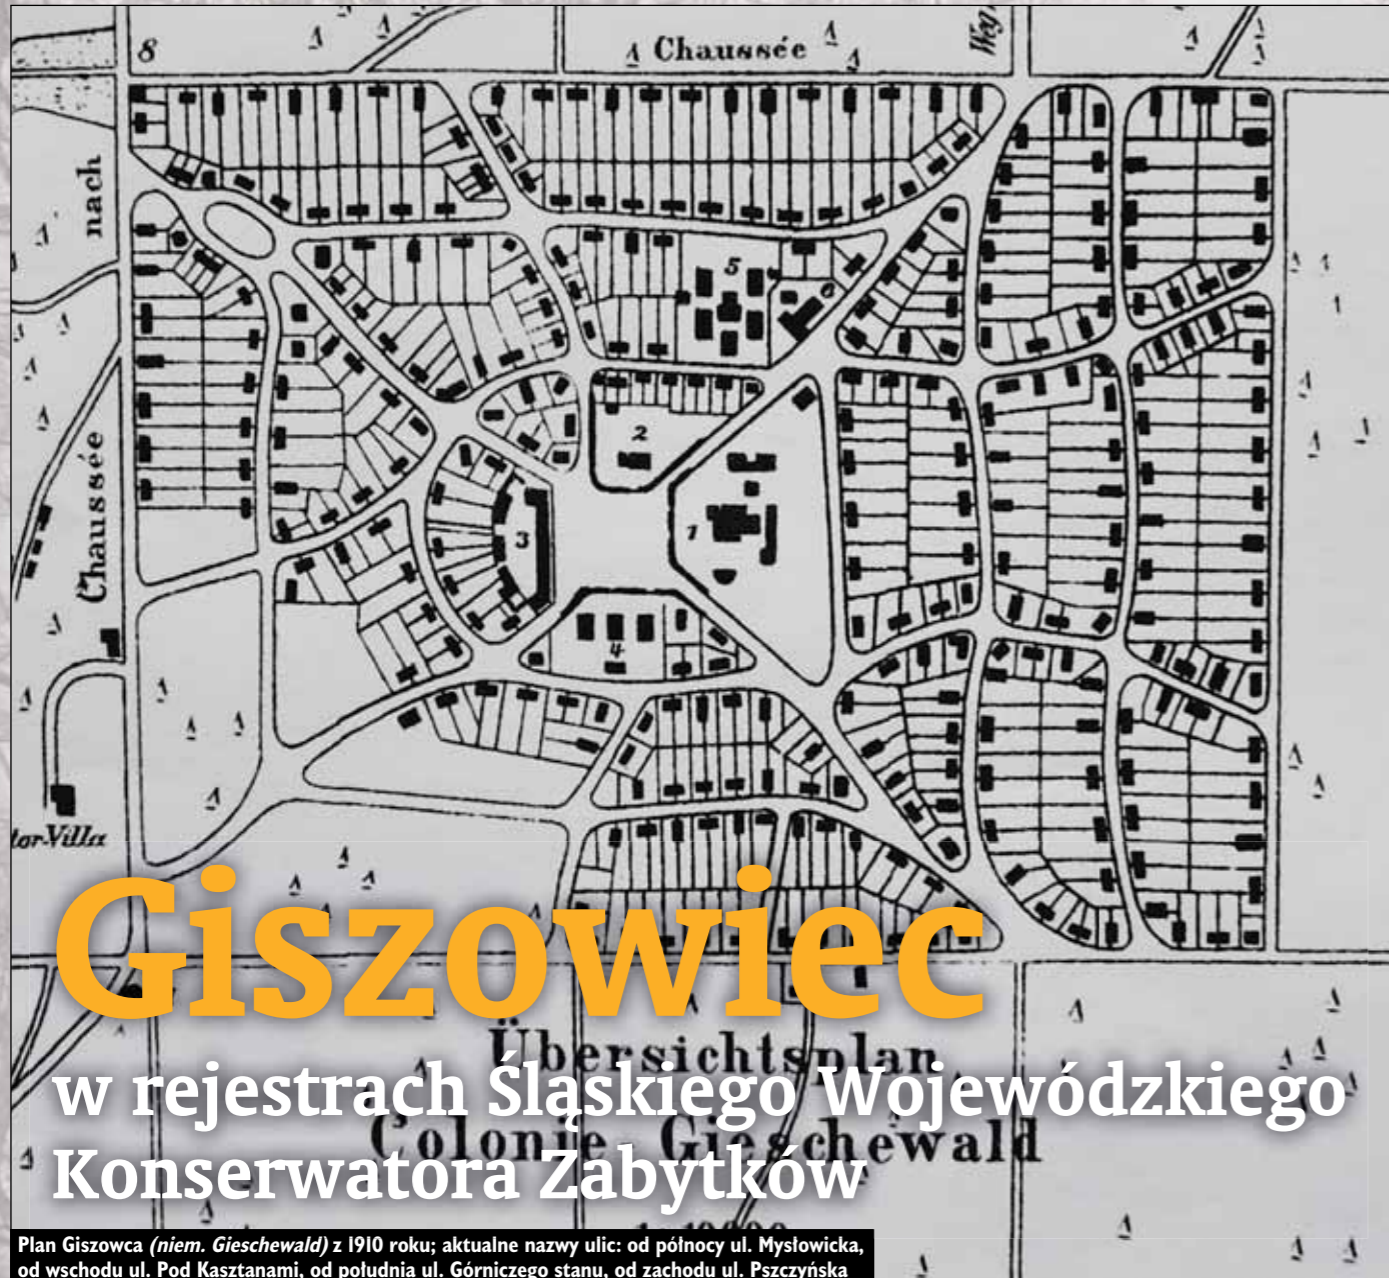 8
Chaussée
Weg
nach
5
6
2
3
1
4
Chaussée
tor-Villa
Giszowiec
Übersichtsplan
w rejestrach Śląskiego Wojewódzkiego
Colonie Gieschewald
Konserwatora Zabytków
Plan Giszowca (niem. Gieschewald) z 1910 roku; aktualne nazwy ulic: od północy ul. Mysłowicka,
od wschodu ul. Pod Kasztanami, od południa ul. Górniczego stanu, od zachodu ul. Pszczyńska